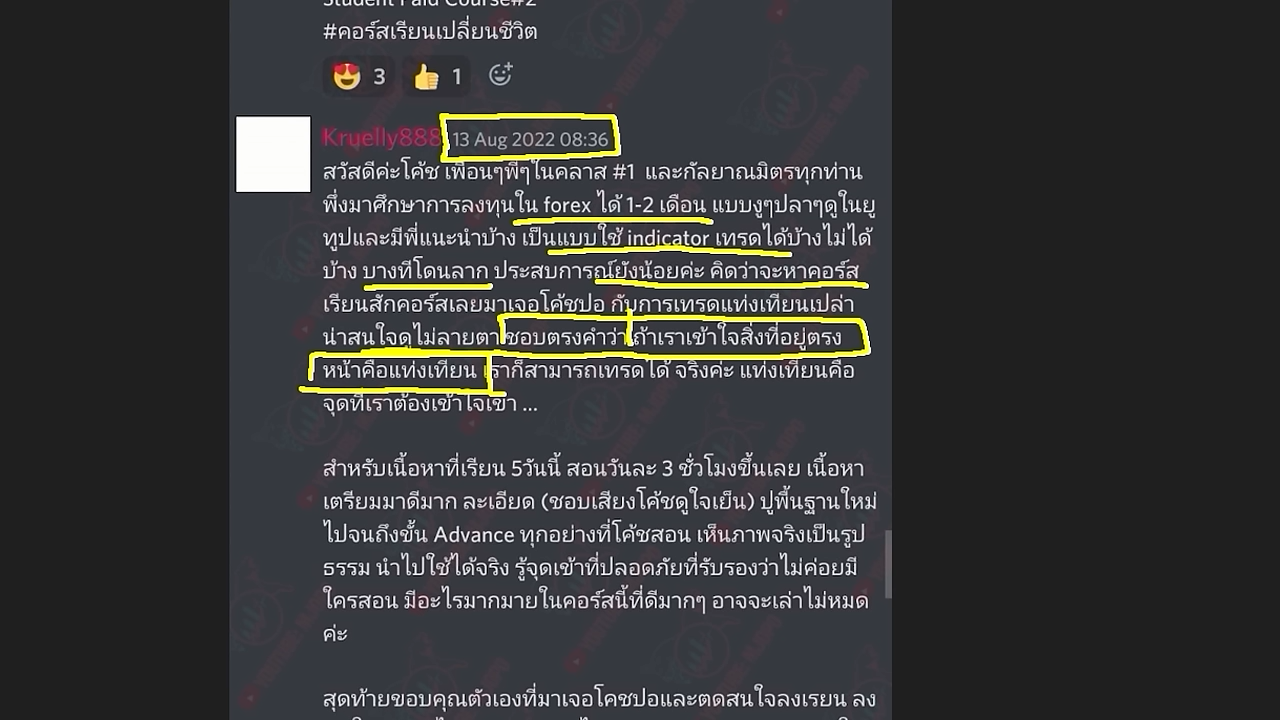 Student Paid Course#2
#คอร์สเรียนเปลี่ยนชีวิต
3 1
Kruelly888 13 Aug 2022 08:36
สวัสดีค่ะโค้ช เพื่อนๆพี่ๆในคลาส #1 และกัลยาณมิตรทุกท่าน
พึ่งมาศึกษาการลงทุนใน forex ได้ 1-2 เดือน แบบงูๆปลาๆดูในยู
ทูปและมีพี่แนะนำบ้าง เป็นแบบใช้ indicator เทรดได้บ้างไม่ได้
บ้าง บางทีโดนลาก ประสบการณ์ยังน้อยค่ะ คิดว่าจะหาคอร์ส
เรียนสักคอร์สเลยมาเจอโค้ชปอ กับการเทรดแท่งเทียนเปล่า
น่าสนใจดูไม่ลายตา ชอบตรงคำว่า ถ้าเราเข้าใจสิ่งที่อยู่ตรง
หน้าคือแท่งเทียน เราก็สามารถเทรดได้ จริงค่ะ แท่งเทียนคือ
จุดที่เราต้องเข้าใจเขา ...
สำหรับเนื้อหาที่เรียน 5วันนี้ สอนวันละ 3 ชั่วโมงขึ้นเลย เนื้อหา
เตรียมมาดีมาก ละเอียด (ชอบเสียงโค้ชดูใจเย็น) ปูพื้นฐานใหม่
ไปจนถึงขั้น Advance ทุกอย่างที่โค้ชสอน เห็นภาพจริงเป็นรูป
ธรรม นำไปใช้ได้จริง รู้จุดเข้าที่ปลอดภัยที่รับรองว่าไม่ค่อยมี
ใครสอน มีอะไรมากมายในคอร์สนี้ที่ดีมากๆ อาจจะเล่าไม่หมด
ค่ะ
สุดท้ายขอบคุณตัวเองที่มาเจอโค้ชปอและตัดสินใจลงเรียน ลง